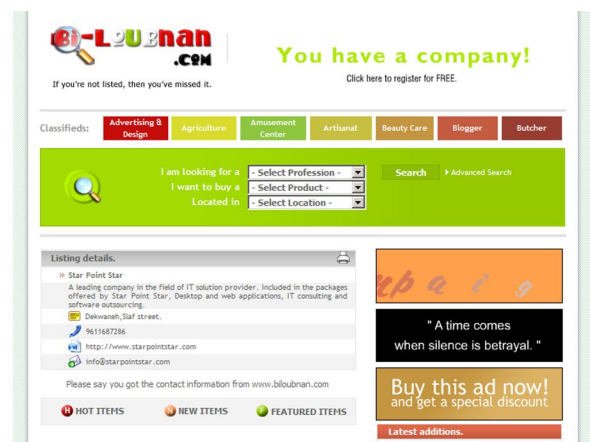 Bi-Loubnan
.com
If you're not listed, then you've missed it.
You have a company!
Click here to register for FREE.
Classifieds:
Advertising &
Design
Agriculture
Amusement
Center
Artisanat
Beauty Care
Blogger
Butcher
I am looking for a
- Select Profession -
Search
Advanced Search
I want to buy a
- Select Product -
Located in
- Select Location -
Listing details.
» Star Point Star
A leading company in the field of IT solution provider. Included in the packages
offered by Star Point Star, Desktop and web applications, IT consulting and
software outsourcing.
Dekwaneh,Slaf street.
9611687286
http://www.starpointstar.com
info@starpointstar.com
Please say you got the contact information from www.biloubnan.com
H HOT ITEMS
N NEW ITEMS
FEATURED ITEMS
mpaig
" A time comes
when silence is betrayal. "
Buy this ad now!
and get a special discount
Latest additions.